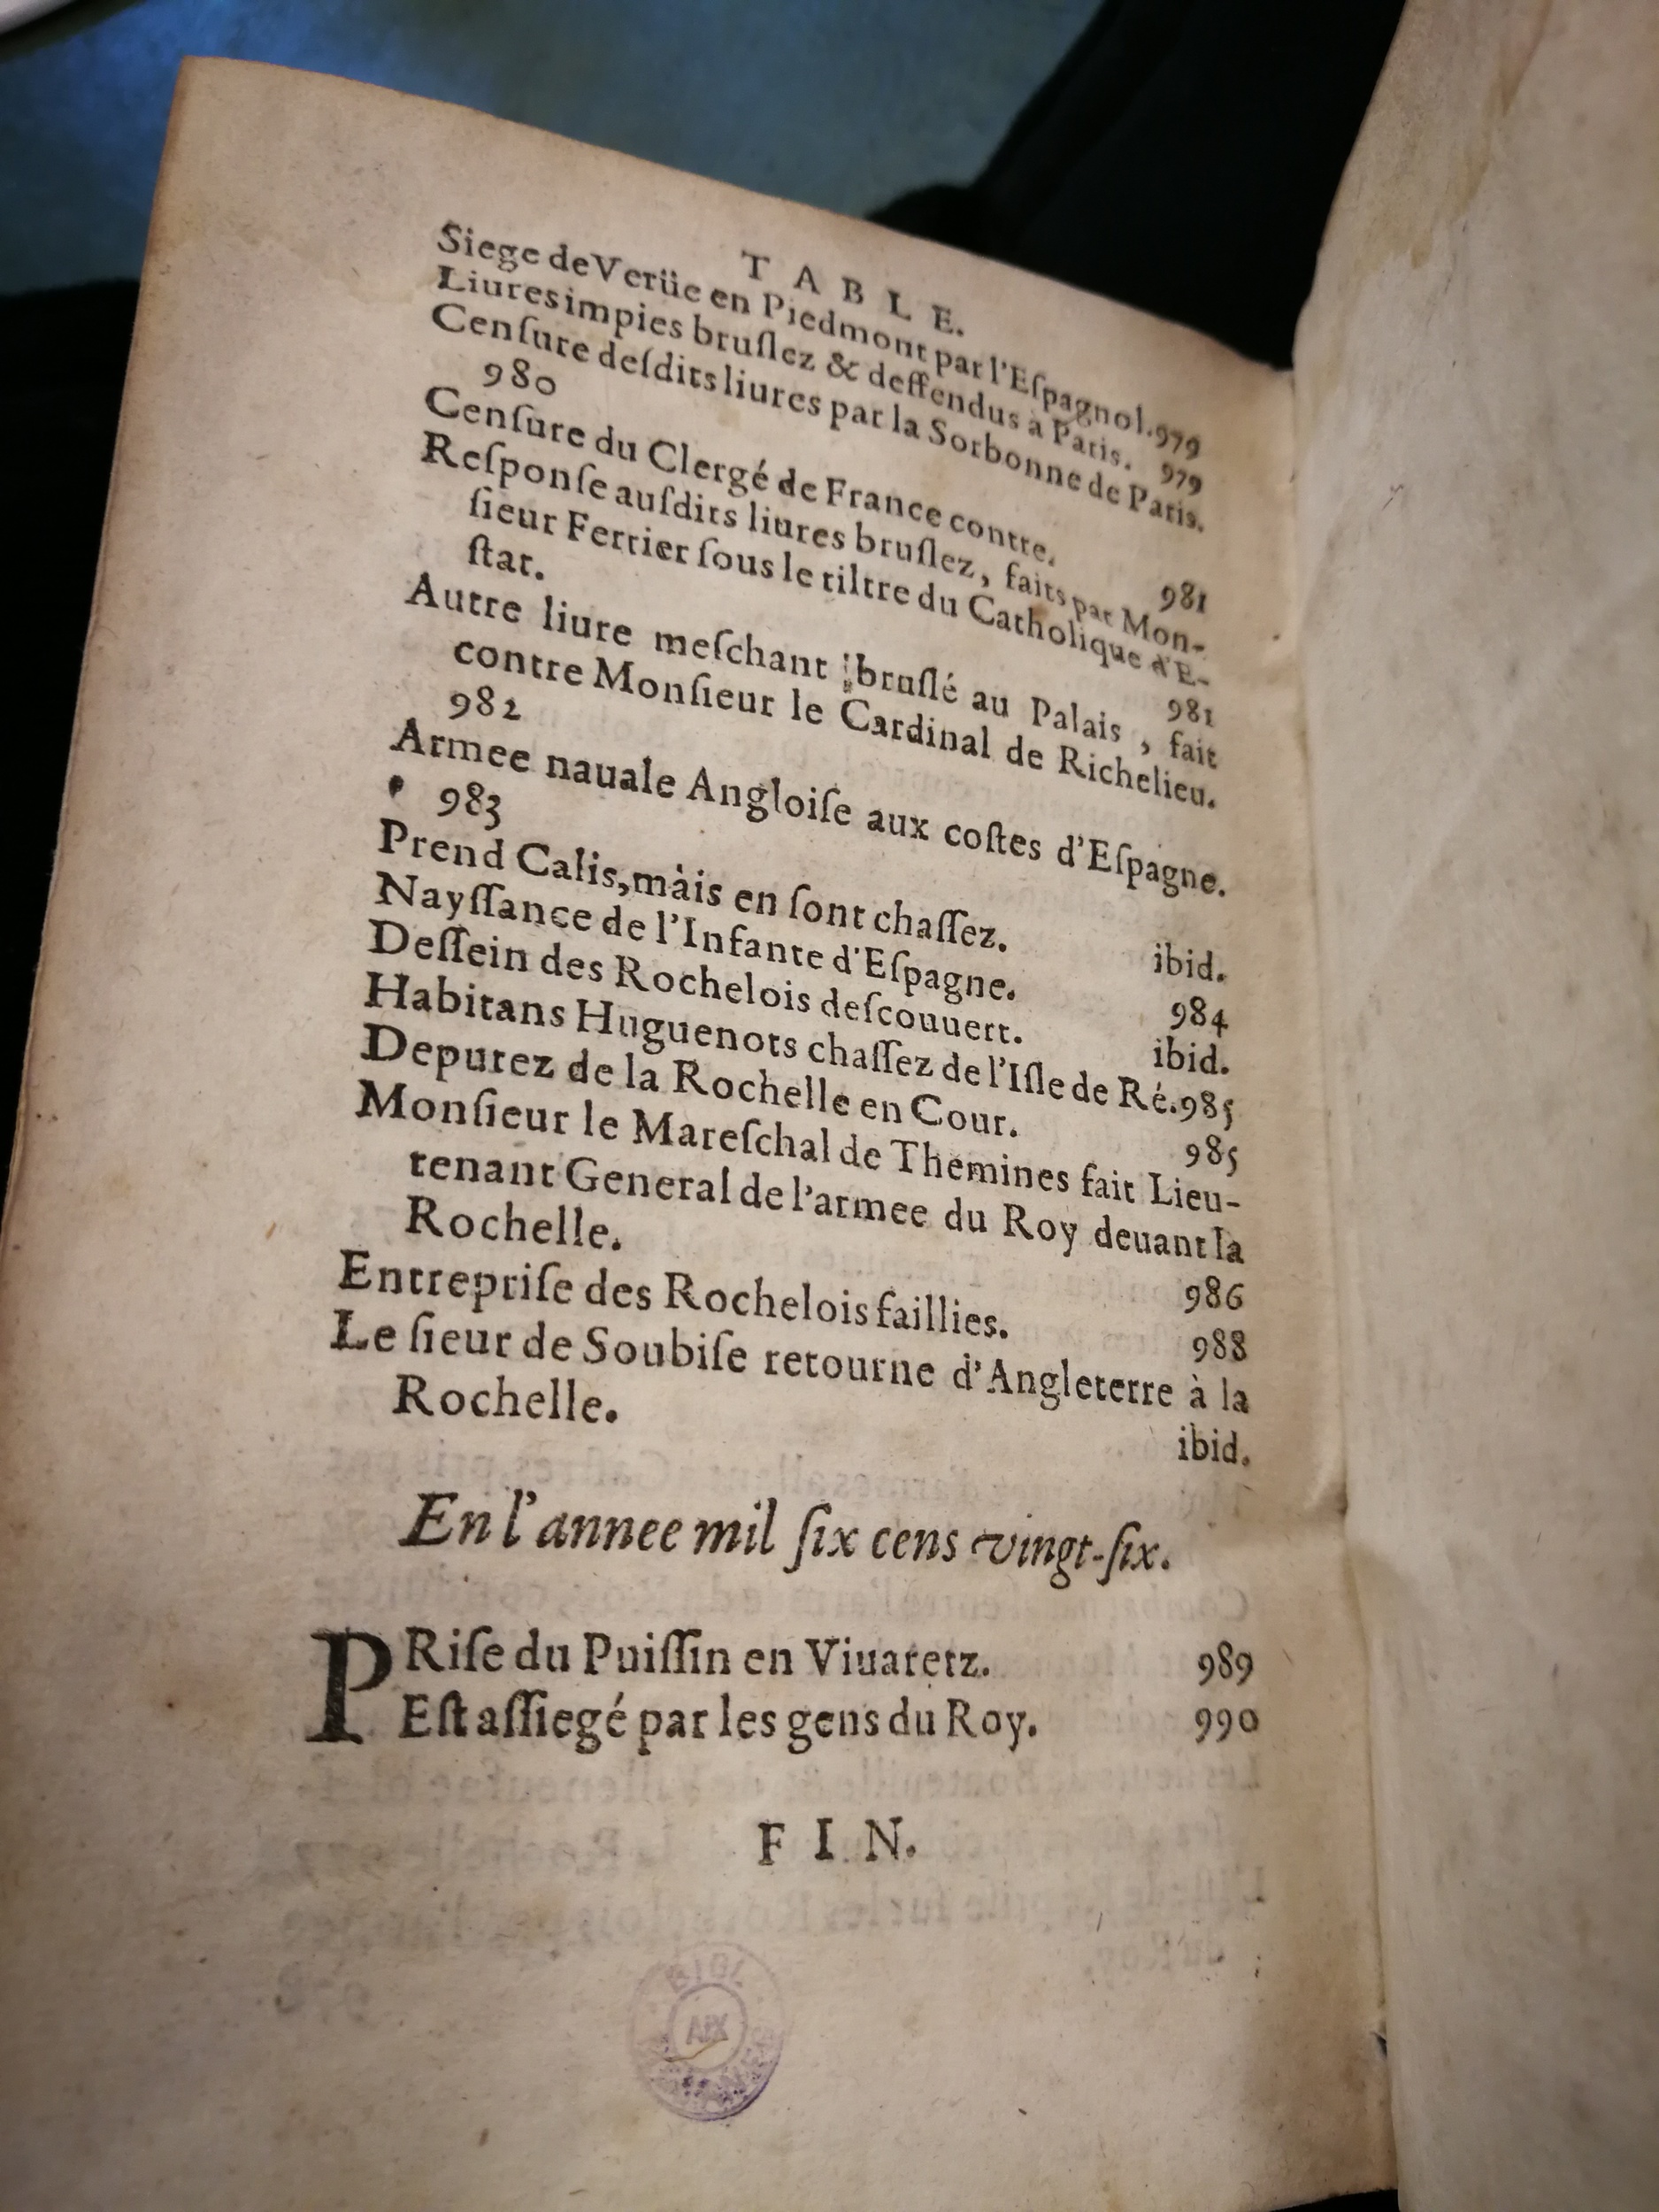 TABLE.
Siege de Verüe en Piedmont par l'Eſpagnol. 979
Liures impies bruſlez & deffendus à Paris. 979
Cenſure deſdits liures par la Sorbonne de Paris.
980
Cenſure du Clergé de France contre. 981
Reſponſe auſdits liures bruſlez, faits par Mon-
ſieur Ferrier ſous le tiltre du Catholique d'E-
ſtat. 981
Autre liure meſchant bruſlé au Palais, fait
contre Monſieur le Cardinal de Richelieu.
982
Armee nauale Angloiſe aux coſtes d'Eſpagne.
983
Prend Calis, mais en ſont chaſſez. ibid.
Nayſſance de l'Infante d'Eſpagne. 984
Deſſein des Rochelois deſcouuert. ibid.
Habitans Huguenots chaſſez de l'Iſle de Ré. 985
Deputez de la Rochelle en Cour. 985
Monſieur le Mareſchal de Themines fait Lieu-
tenant General de l'armee du Roy deuant la
Rochelle. 986
Entrepriſe des Rochelois faillies. 988
Le ſieur de Soubiſe retourne d'Angleterre à la
Rochelle. ibid.
En l'annee mil ſix cens vingt-ſix.
PRiſe du Puiſſin en Viuaretz. 989
Eſt aſſiegé par les gens du Roy. 990
FIN.
BIBL
AIX